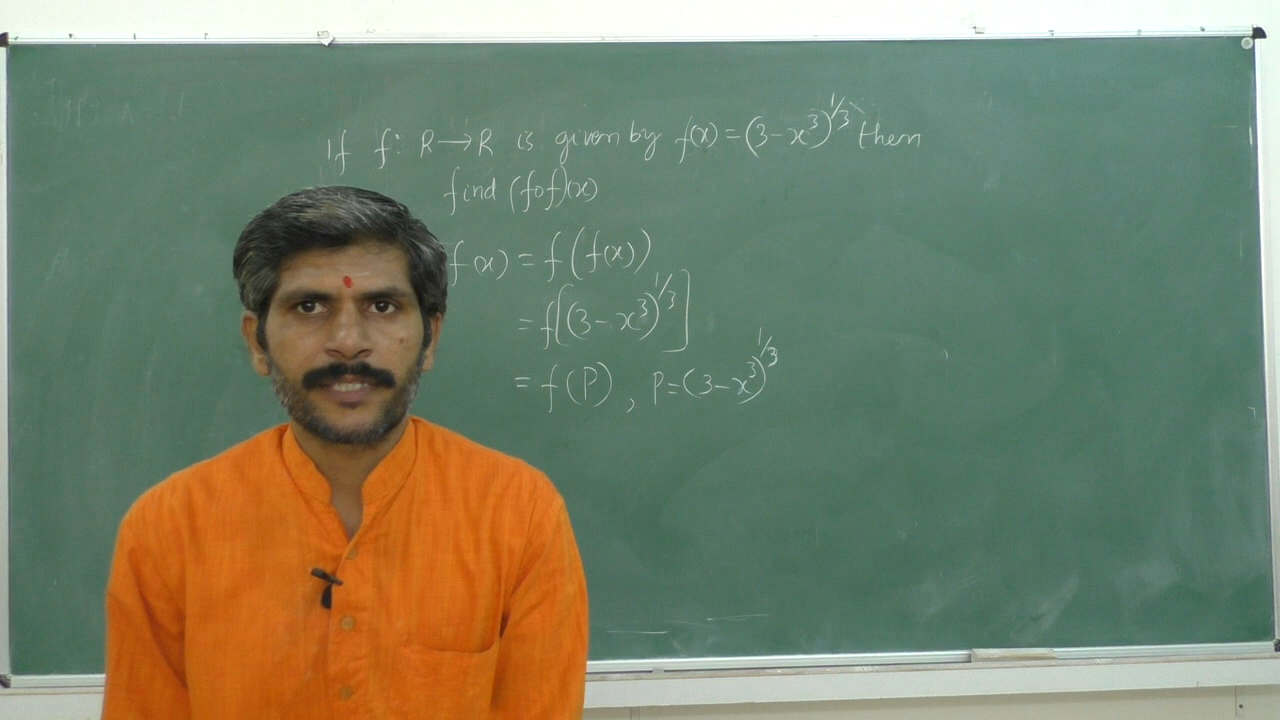 If f: R→R is given by f(x) = (3-x³)^1/3 then
find (fof)(x)
f(x) = f(f(x))
= f[(3-x³)^1/3]
= f(P), P=(3-x³)^1/3